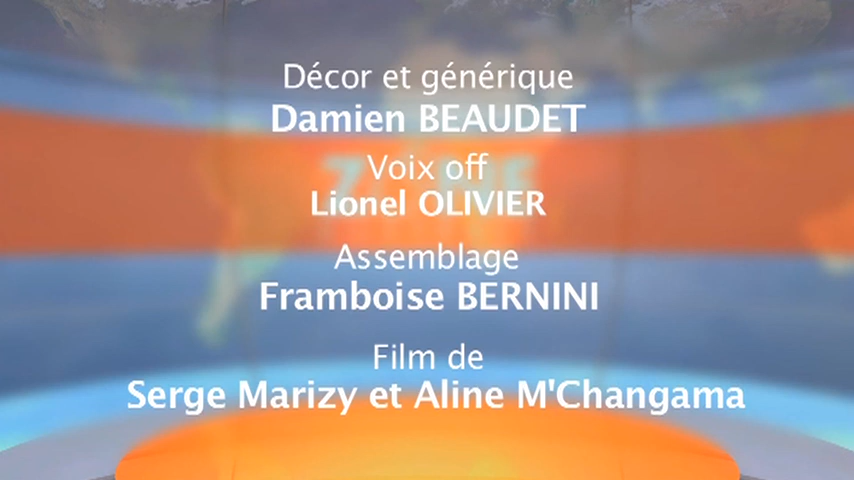 Décor et générique
Damien BEAUDET
Voix off
Lionel OLIVIER
Assemblage
Framboise BERNINI
Film de
Serge Marizy et Aline M'Changama